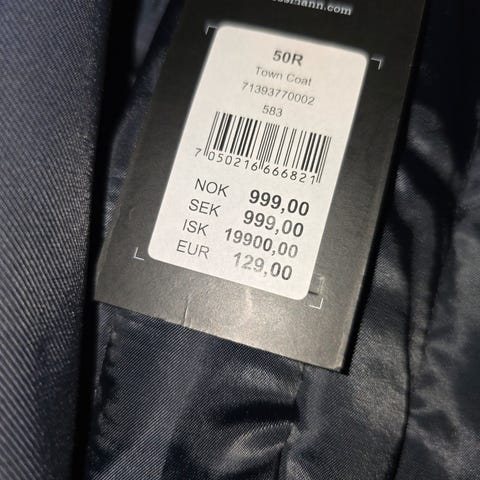 50R
Town Coat
71393770002
583
7 050216 666821
NOK 999,00
SEK 999,00
ISK 19900,00
EUR 129,00